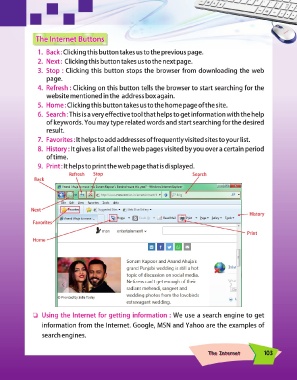 The Internet Buttons
1. Back : Clicking this button takes us to the previous page.
2. Next : Clicking this button takes us to the next page.
3. Stop : Clicking this button stops the browser from downloading the web
page.
4. Refresh : Clicking on this button tells the browser to start searching for the
website mentioned in the address box again.
5. Home : Clicking this button takes us to the home page of the site.
6. Search : This is a very effective tool that helps to get information with the help
of keywords. You may type related words and start searching for the desired
result.
7. Favorites : It helps to add addesses of frequently visited sites to your list.
8. History : It gives a list of all the web pages visited by you over a certain period
of time.
9. Print : It helps to print the web page that is displayed.
Refresh Stop Search
Back
Next
History
Favorites
Print
Home
entertainment
Sonam Kapoor and Anand Ahuja's
grand Punjabi wedding is still a hot
topic of discussion on social media.
Netizens can't get enough of their
radiant mehendi, sangeet and
wedding photos from the lovebirds
extravagant wedding.
❑ Using the Internet for getting information : We use a search engine to get
information from the Internet. Google, MSN and Yahoo are the examples of
search engines.
The Internet 103